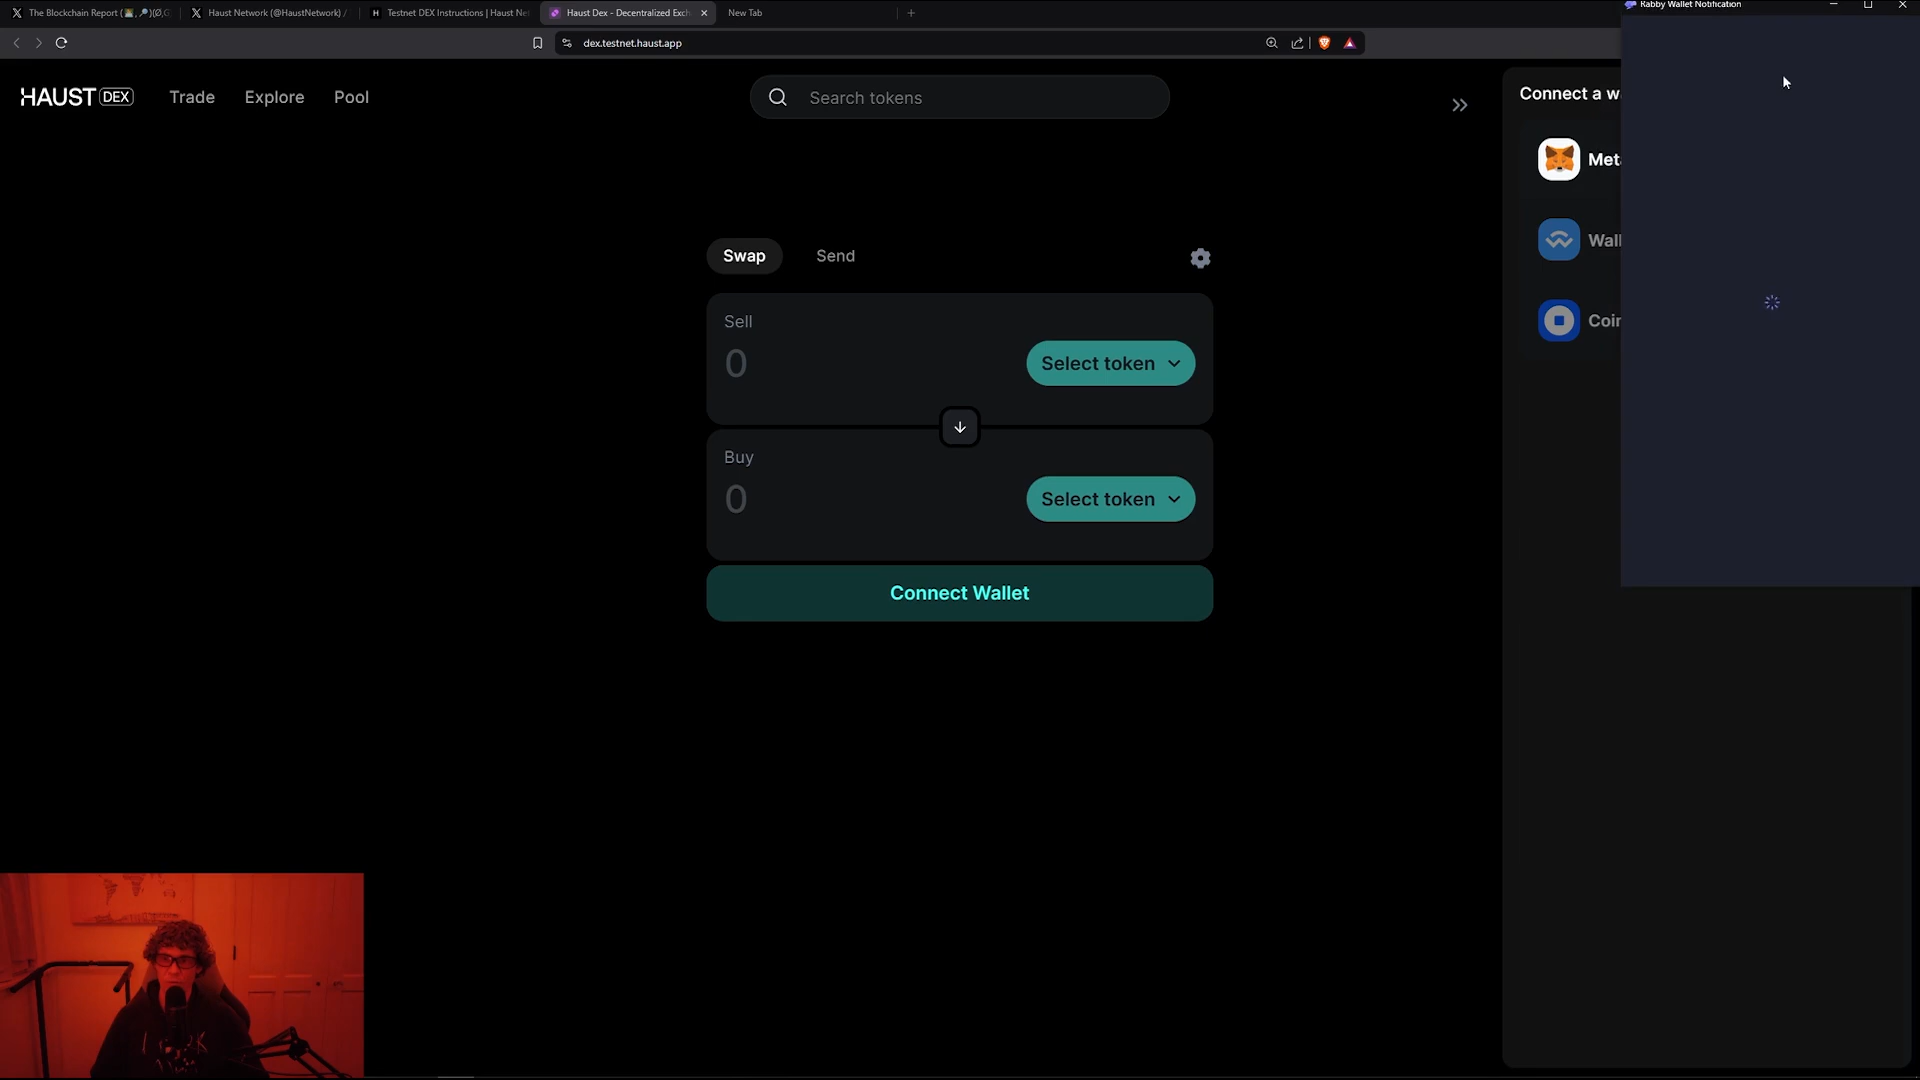 The Blockchain Report (
Haust Network (@HaustNetwork) /
Testnet DEX Instructions | Haust Ne
Haust Dex - Decentralized Exch
New Tab
Rabby Wallet Notification
dex.testnet.haust.app
HAUST DEX
Trade
Explore
Pool
Search tokens
Connect a w
Meta
Wall
Coin
Swap
Send
Sell
0
Select token
Buy
0
Select token
Connect Wallet